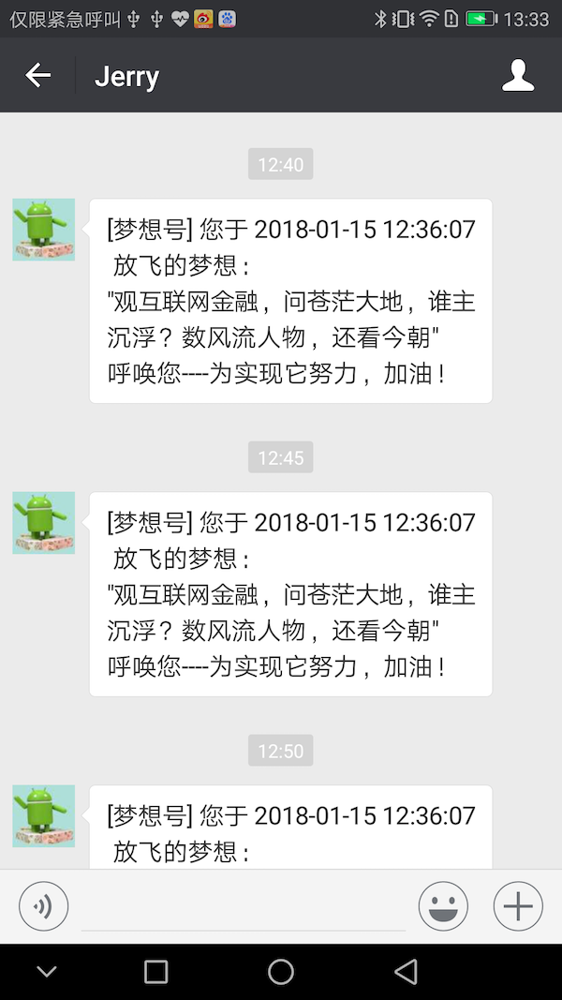 仅限紧急呼叫 13:33
Jerry
12:40
[梦想号] 您于 2018-01-15 12:36:07
放飞的梦想：
"观互联网金融，问苍茫大地，谁主
沉浮？数风流人物，还看今朝"
呼唤您----为实现它努力，加油！
12:45
[梦想号] 您于 2018-01-15 12:36:07
放飞的梦想：
"观互联网金融，问苍茫大地，谁主
沉浮？数风流人物，还看今朝"
呼唤您----为实现它努力，加油！
12:50
[梦想号] 您于 2018-01-15 12:36:07
放飞的梦想：